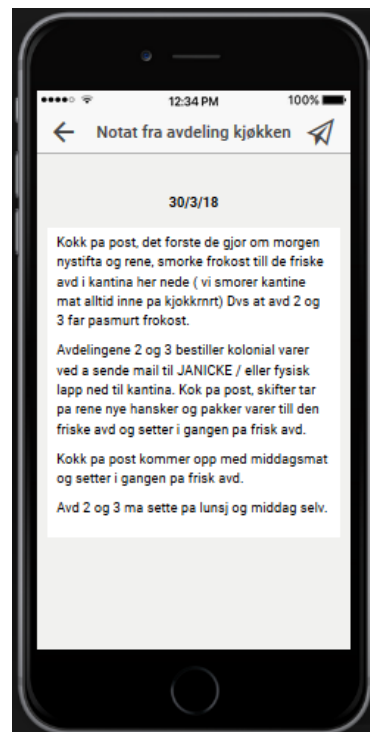 12:34 PM
100%
Notat fra avdeling kjøkken
30/3/18
Kokk pa post, det forste de gjor om morgen
nystifta og rene, smorke frokost till de friske
avd i kantina her nede ( vi smorer kantine
mat alltid inne pa kjokkrnrt) Dvs at avd 2 og
3 far pasmurt frokost.
Avdelingene 2 og 3 bestiller kolonial varer
ved a sende mail til JANICKE / eller fysisk
lapp ned til kantina. Kok pa post, skifter tar
pa rene nye hansker og pakker varer till den
friske avd og setter i gangen pa frisk avd.
Kokk pa post kommer opp med middagsmat
og setter i gangen pa frisk avd.
Avd 2 og 3 ma sette pa lunsj og middag selv.